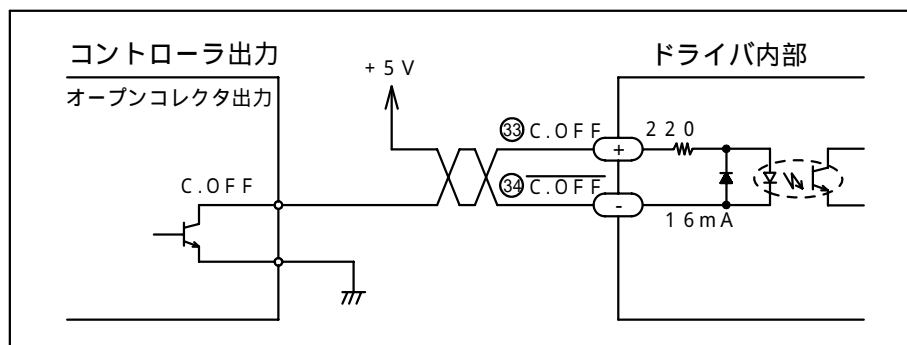 コントローラ出力
オープンコレクタ出力
C.OFF
+5V
㉝C.OFF
㉞C.OFF
+
-
ドライバ内部
220
16mA